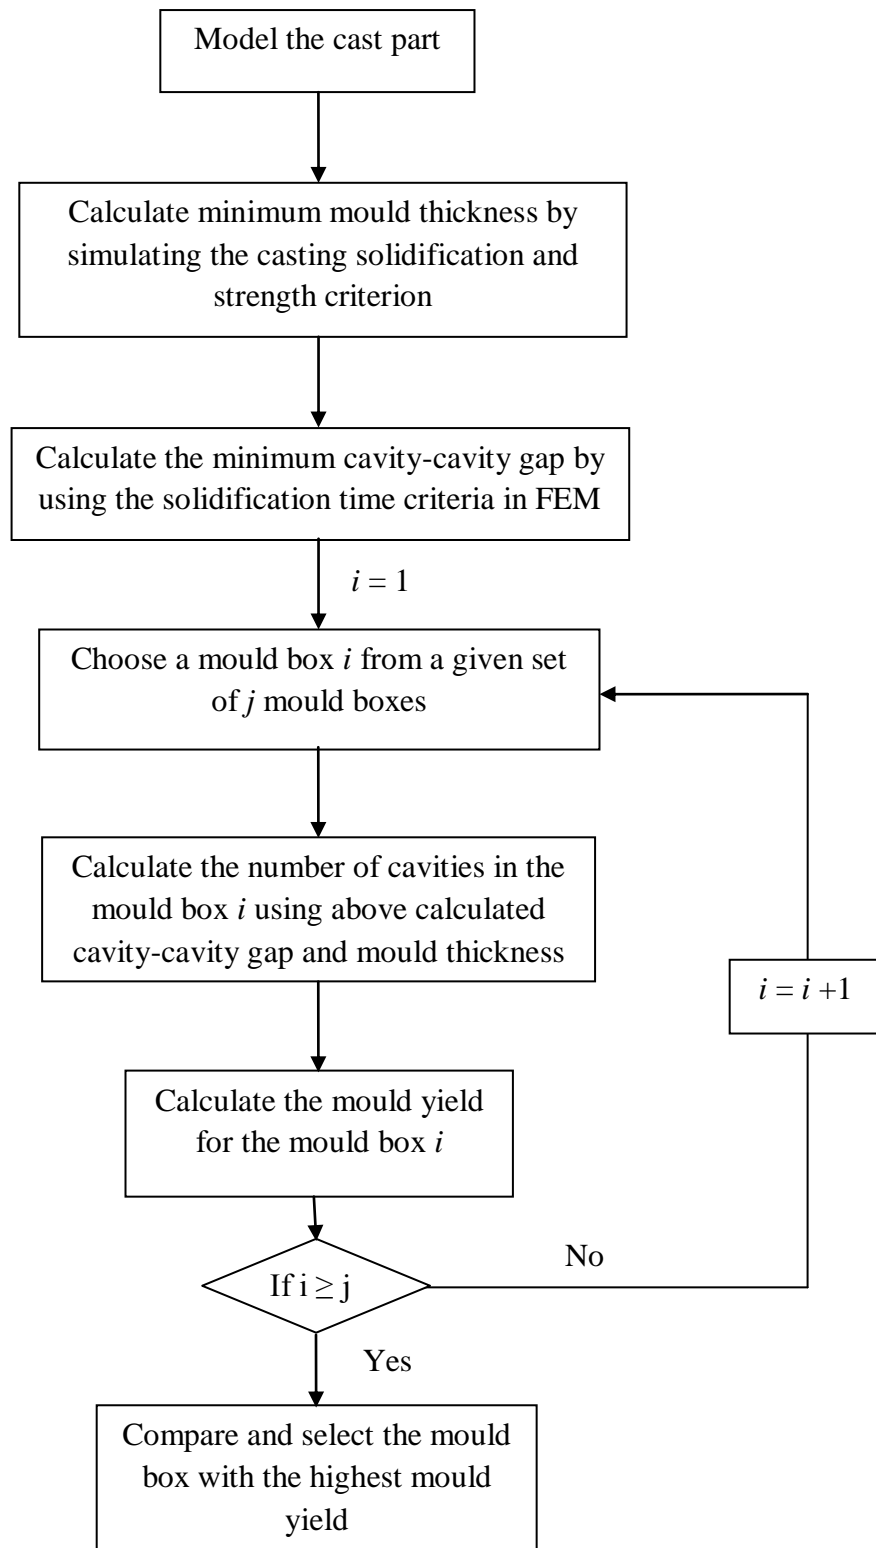 Model the cast part
Calculate minimum mould thickness by
simulating the casting solidification and
strength criterion
Calculate the minimum cavity-cavity gap by
using the solidification time criteria in FEM
i = 1
Choose a mould box i from a given set
of j mould boxes
Calculate the number of cavities in the
mould box i using above calculated
cavity-cavity gap and mould thickness
i = i +1
Calculate the mould yield
for the mould box i
If i ≥ j
No
Yes
Compare and select the mould
box with the highest mould
yield